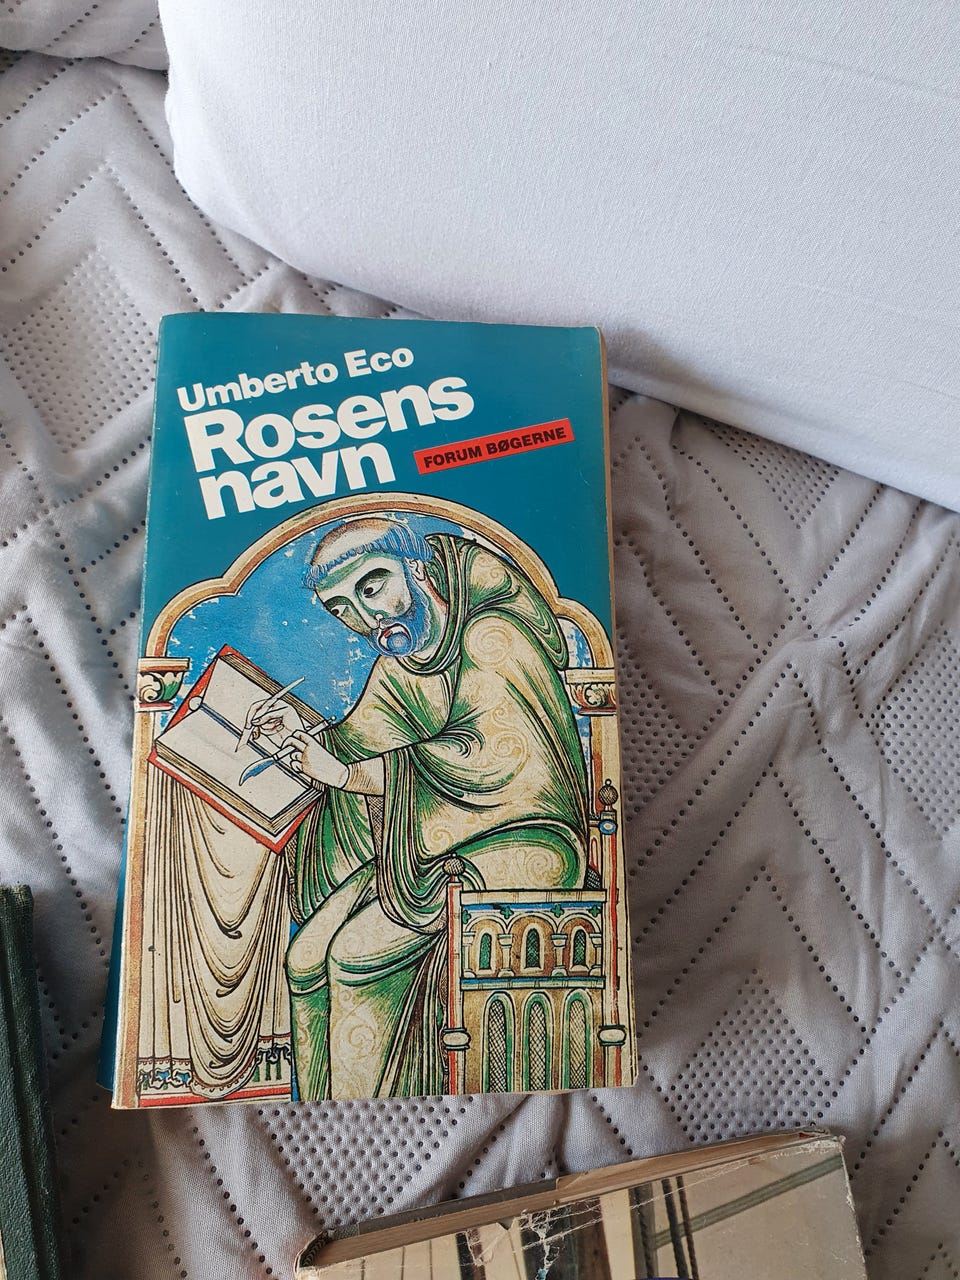 Umberto Eco
Rosens
navn
FORUM BØGERNE